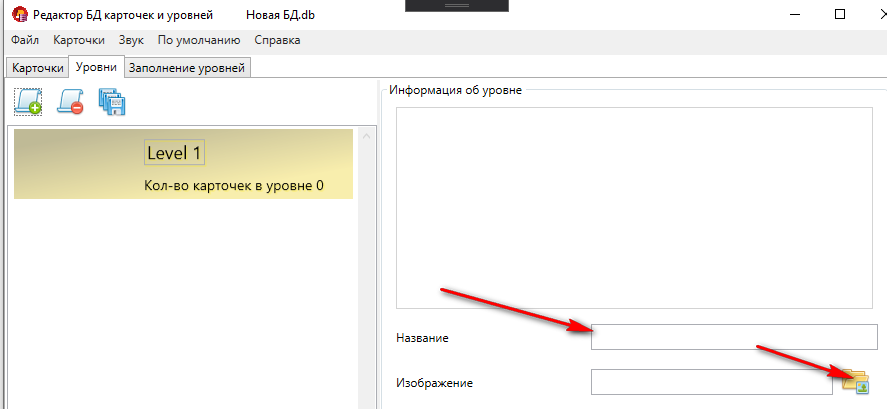 Редактор БД карточек и уровней Новая БД.db
Файл Карточки Звук По умолчанию Справка
Карточки Уровни Заполнение уровней
Информация об уровне
Level 1
Кол-во карточек в уровне 0
Название
Изображение